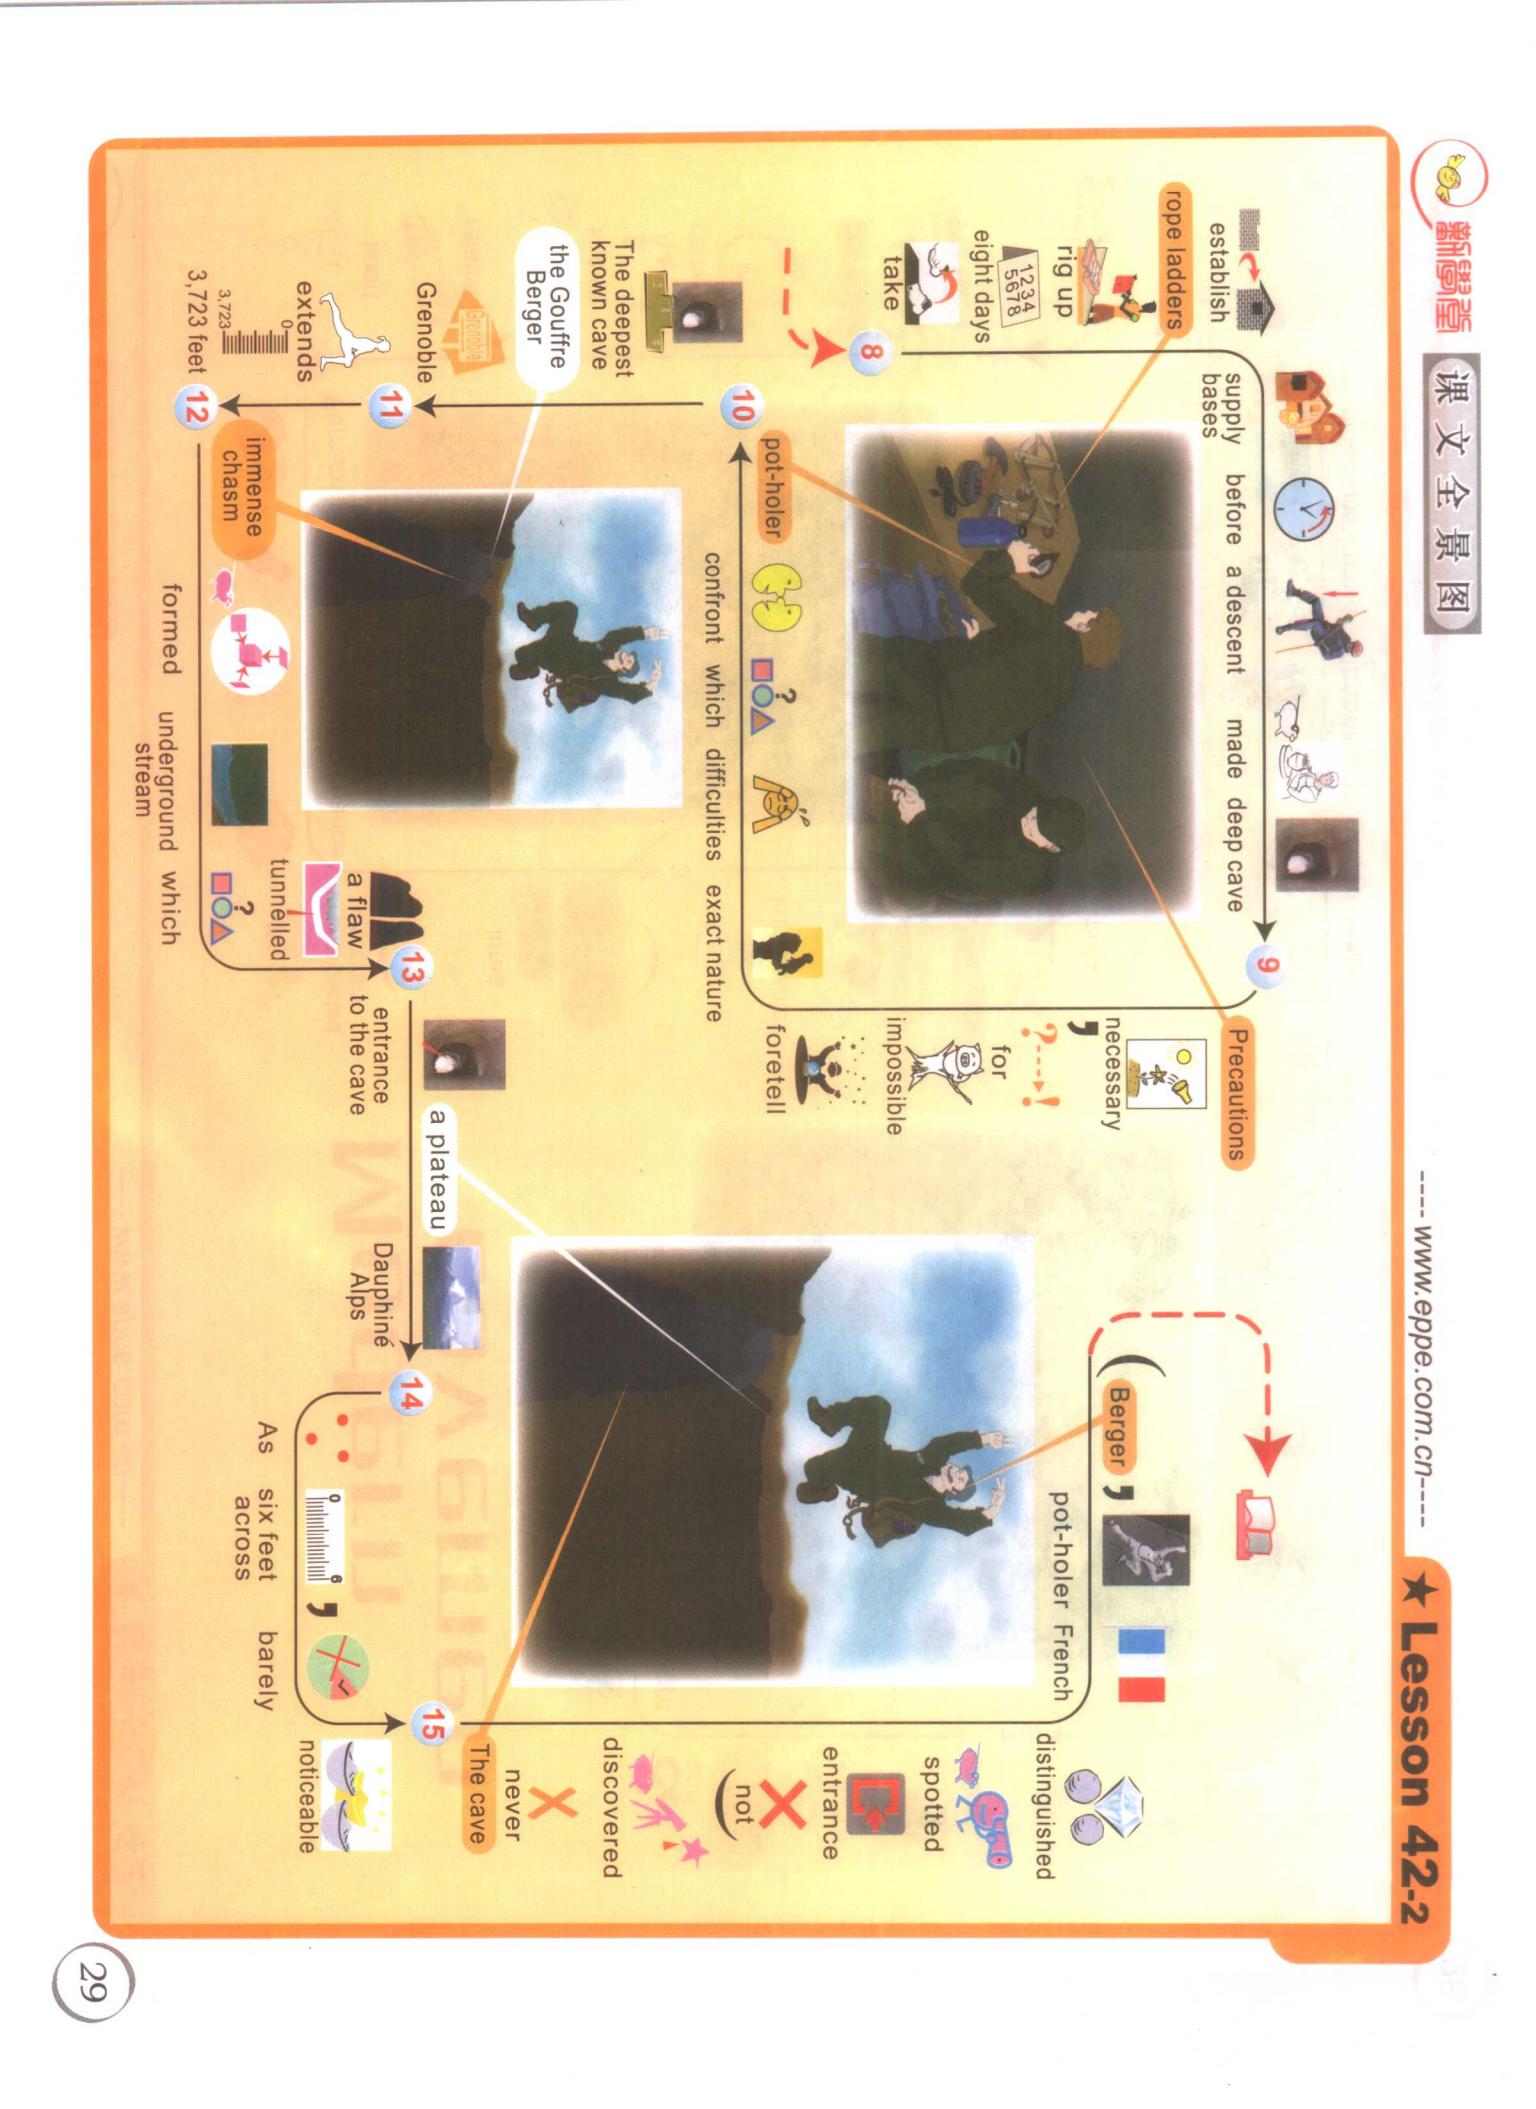 新學堂
课文全景图
----www.eppe.com.cn----
★ Lesson 42-2
8
take
1234
5678
eight days
rig up
rope ladders
establish
supply
bases
before
a descent
made
deep cave
9
Precautions
necessary
,
?
!
for
impossible
foretell
exact nature
difficulties
?
which
confront
pot-holer
10
The deepest
known cave
the Gouffre
Berger
Grenoble
Grenoble
11
extends
0
3,723
3,723 feet
12
immense
chasm
formed
underground
stream
?
which
tunnelled
a flaw
13
entrance
to the cave
a plateau
Dauphiné
Alps
14
As
0 6
six feet
across
,
barely
noticeable
15
The cave
never
discovered
not
entrance
spotted
distinguished
French
pot-holer
,
Berger
(
29